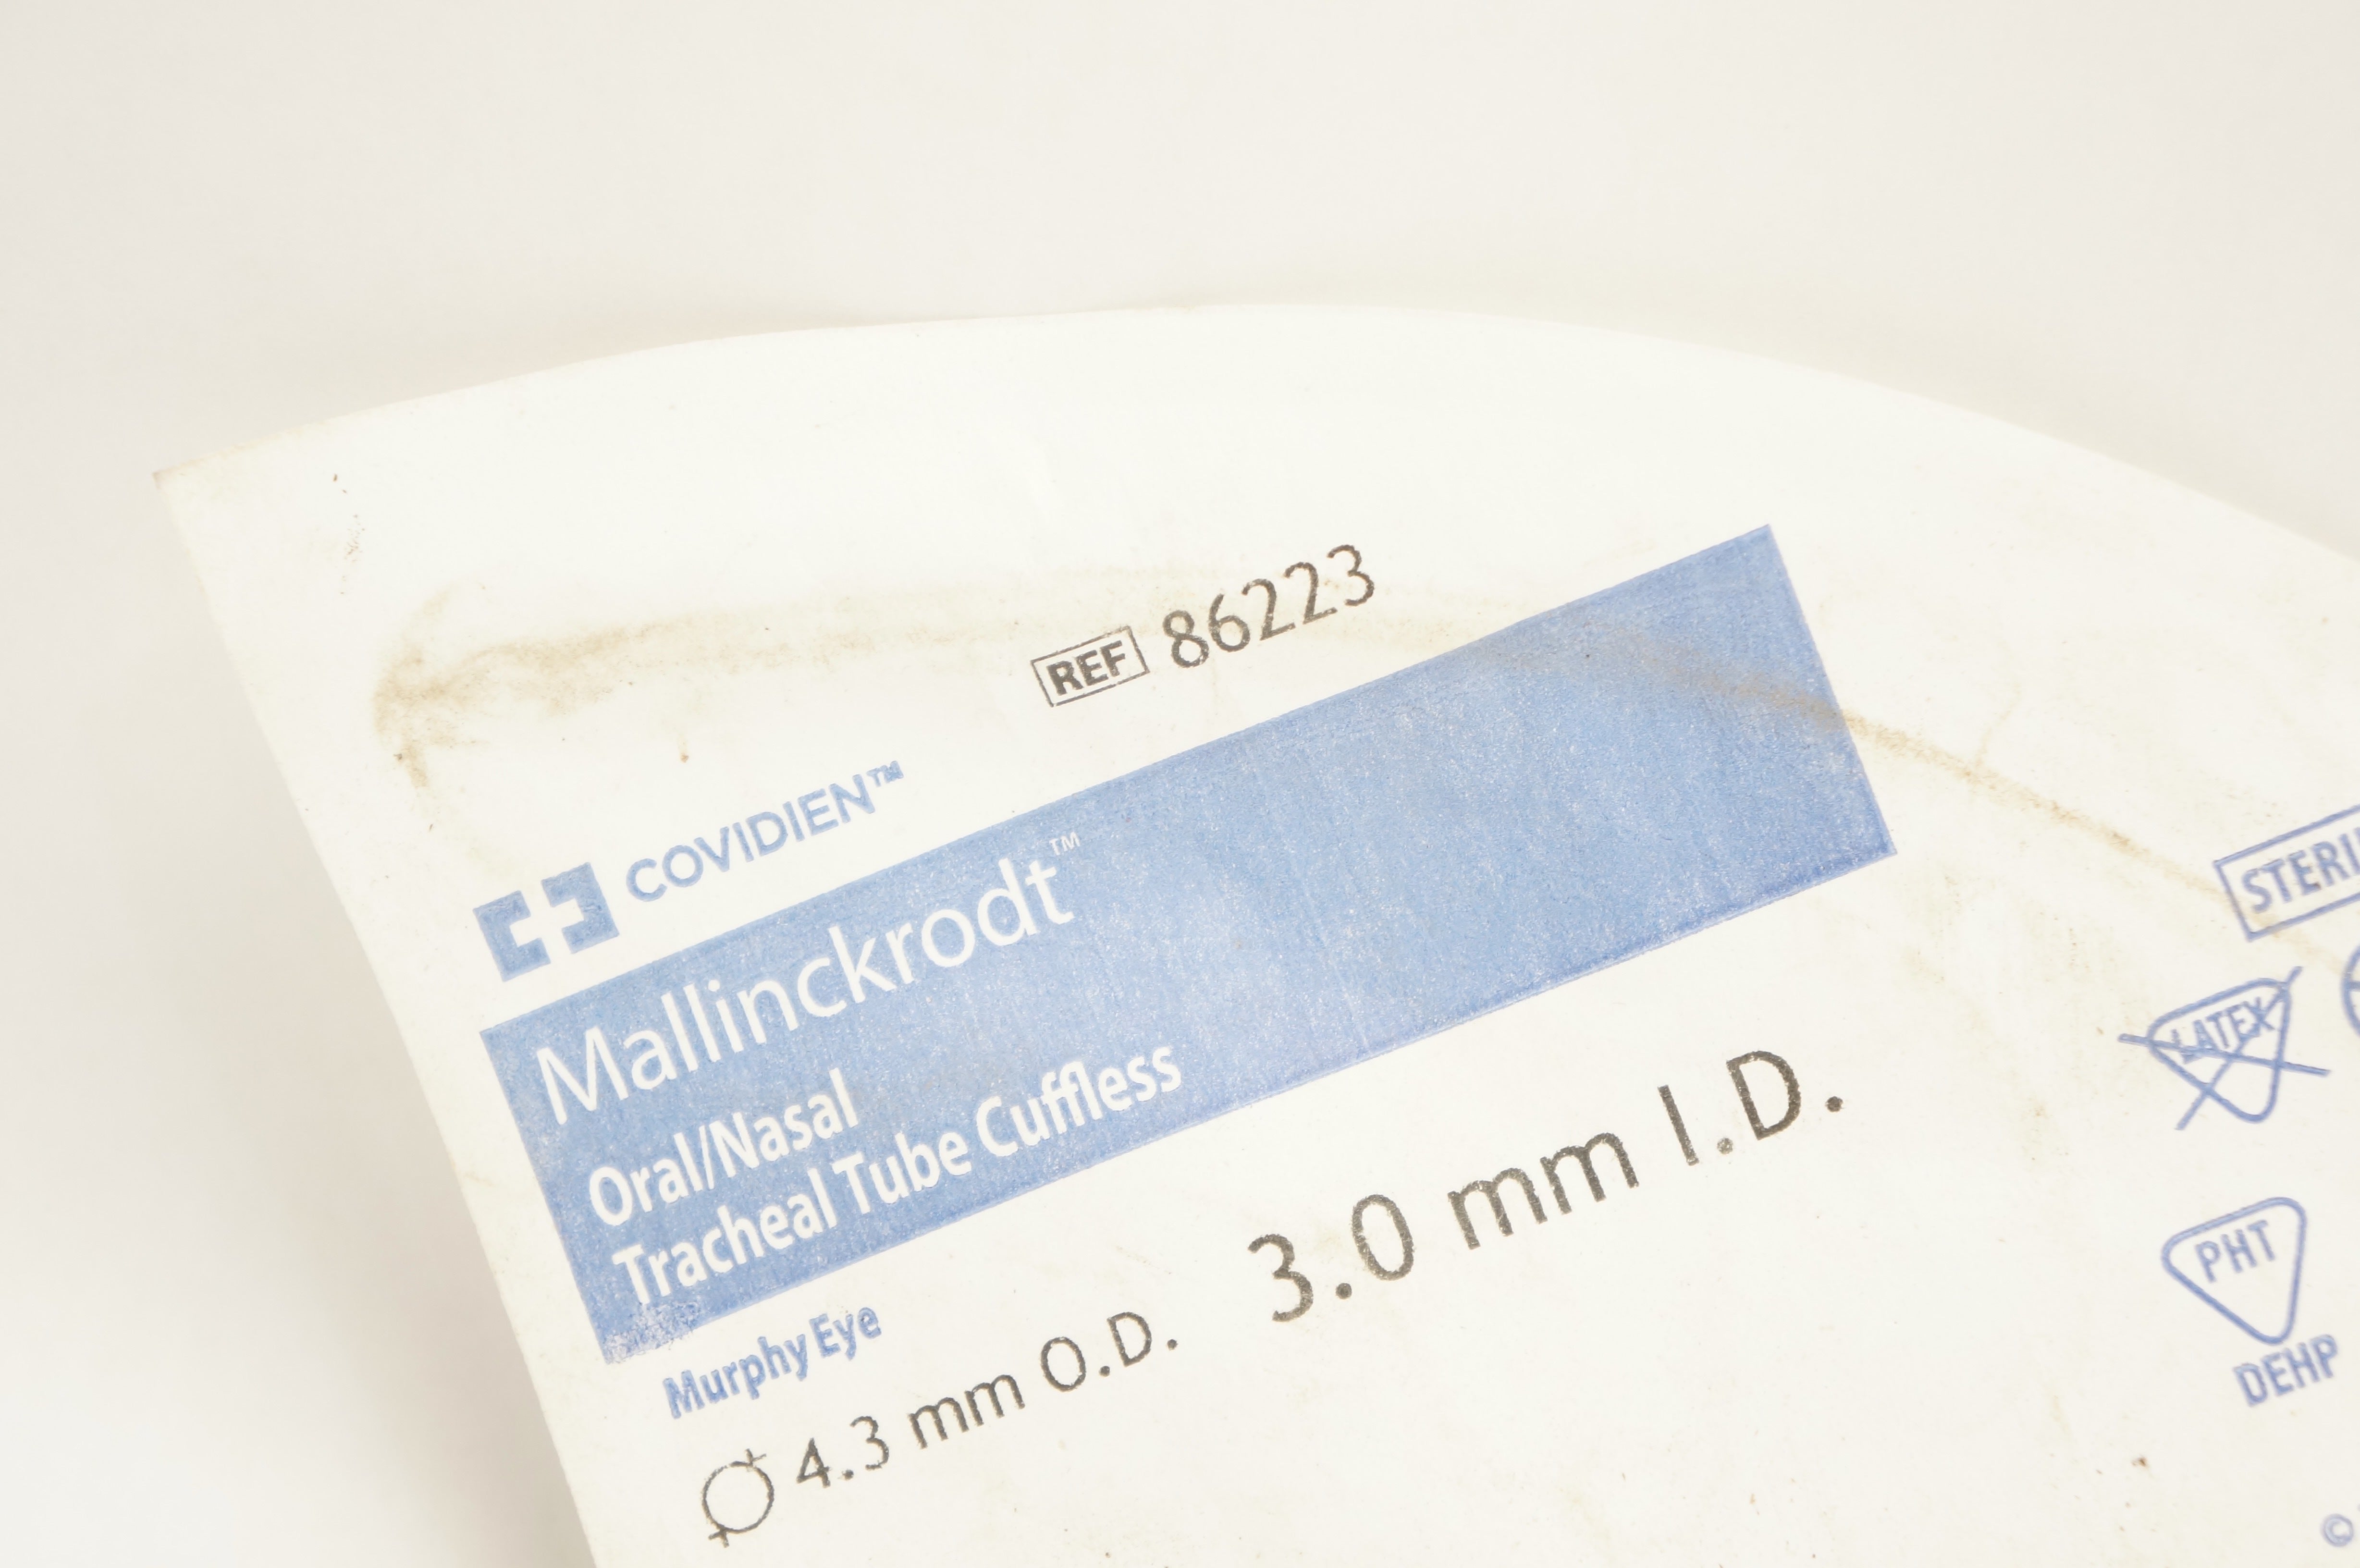 REF 86223
COVIDIEN™
Mallinckrodt™
Oral/Nasal
Tracheal Tube Cuffless
Murphy Eye
4.3 mm O.D. 3.0 mm I.D.
LATEX
PHT
DEHP
©